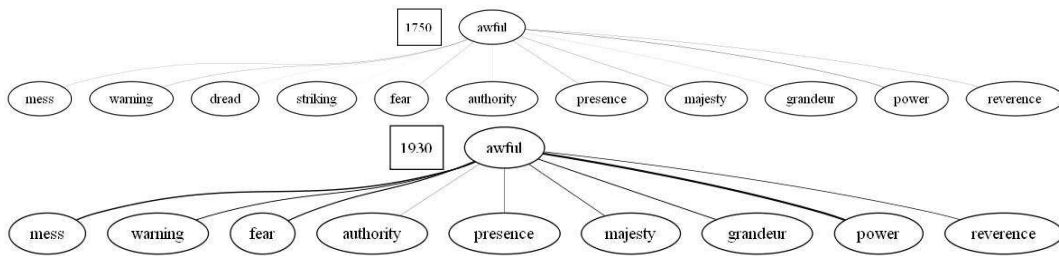 1750 awful
mess warning dread striking fear authority presence majesty grandeur power reverence
1930 awful
mess warning fear authority presence majesty grandeur power reverence